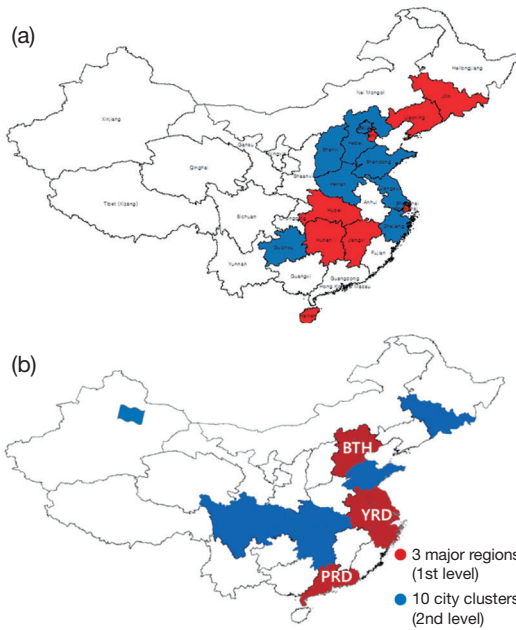 (a)
Heilongjiang
Nei Mongol
Jilin
Xinjiang
Liaoning
Gansu
Hebei
Shanxi
Shandong
Qinghai
Shaanxi
Henan
Tibet (Xizang)
Anhui
Hubei
Sichuan
Zhejiang
Hunan
Jiangxi
Guizhou
Fujian
Yunnan
Guangxi
Guangdong
(b)
BTH
YRD
PRD
3 major regions
(1st level)
10 city clusters
(2nd level)